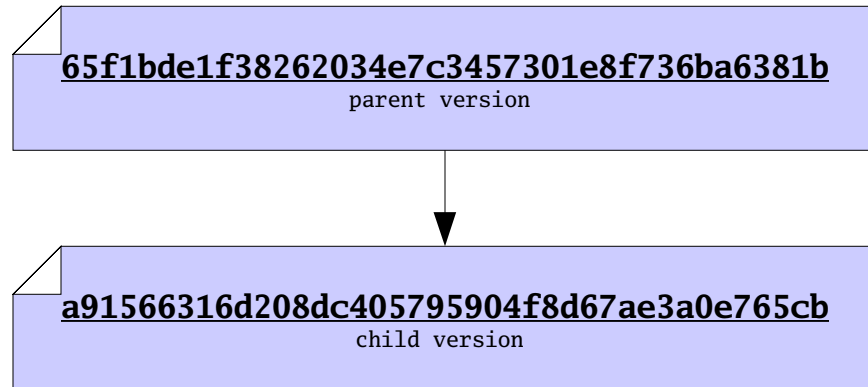 65f1bde1f38262034e7c3457301e8f736ba6381b
parent version
a91566316d208dc405795904f8d67ae3a0e765cb
child version